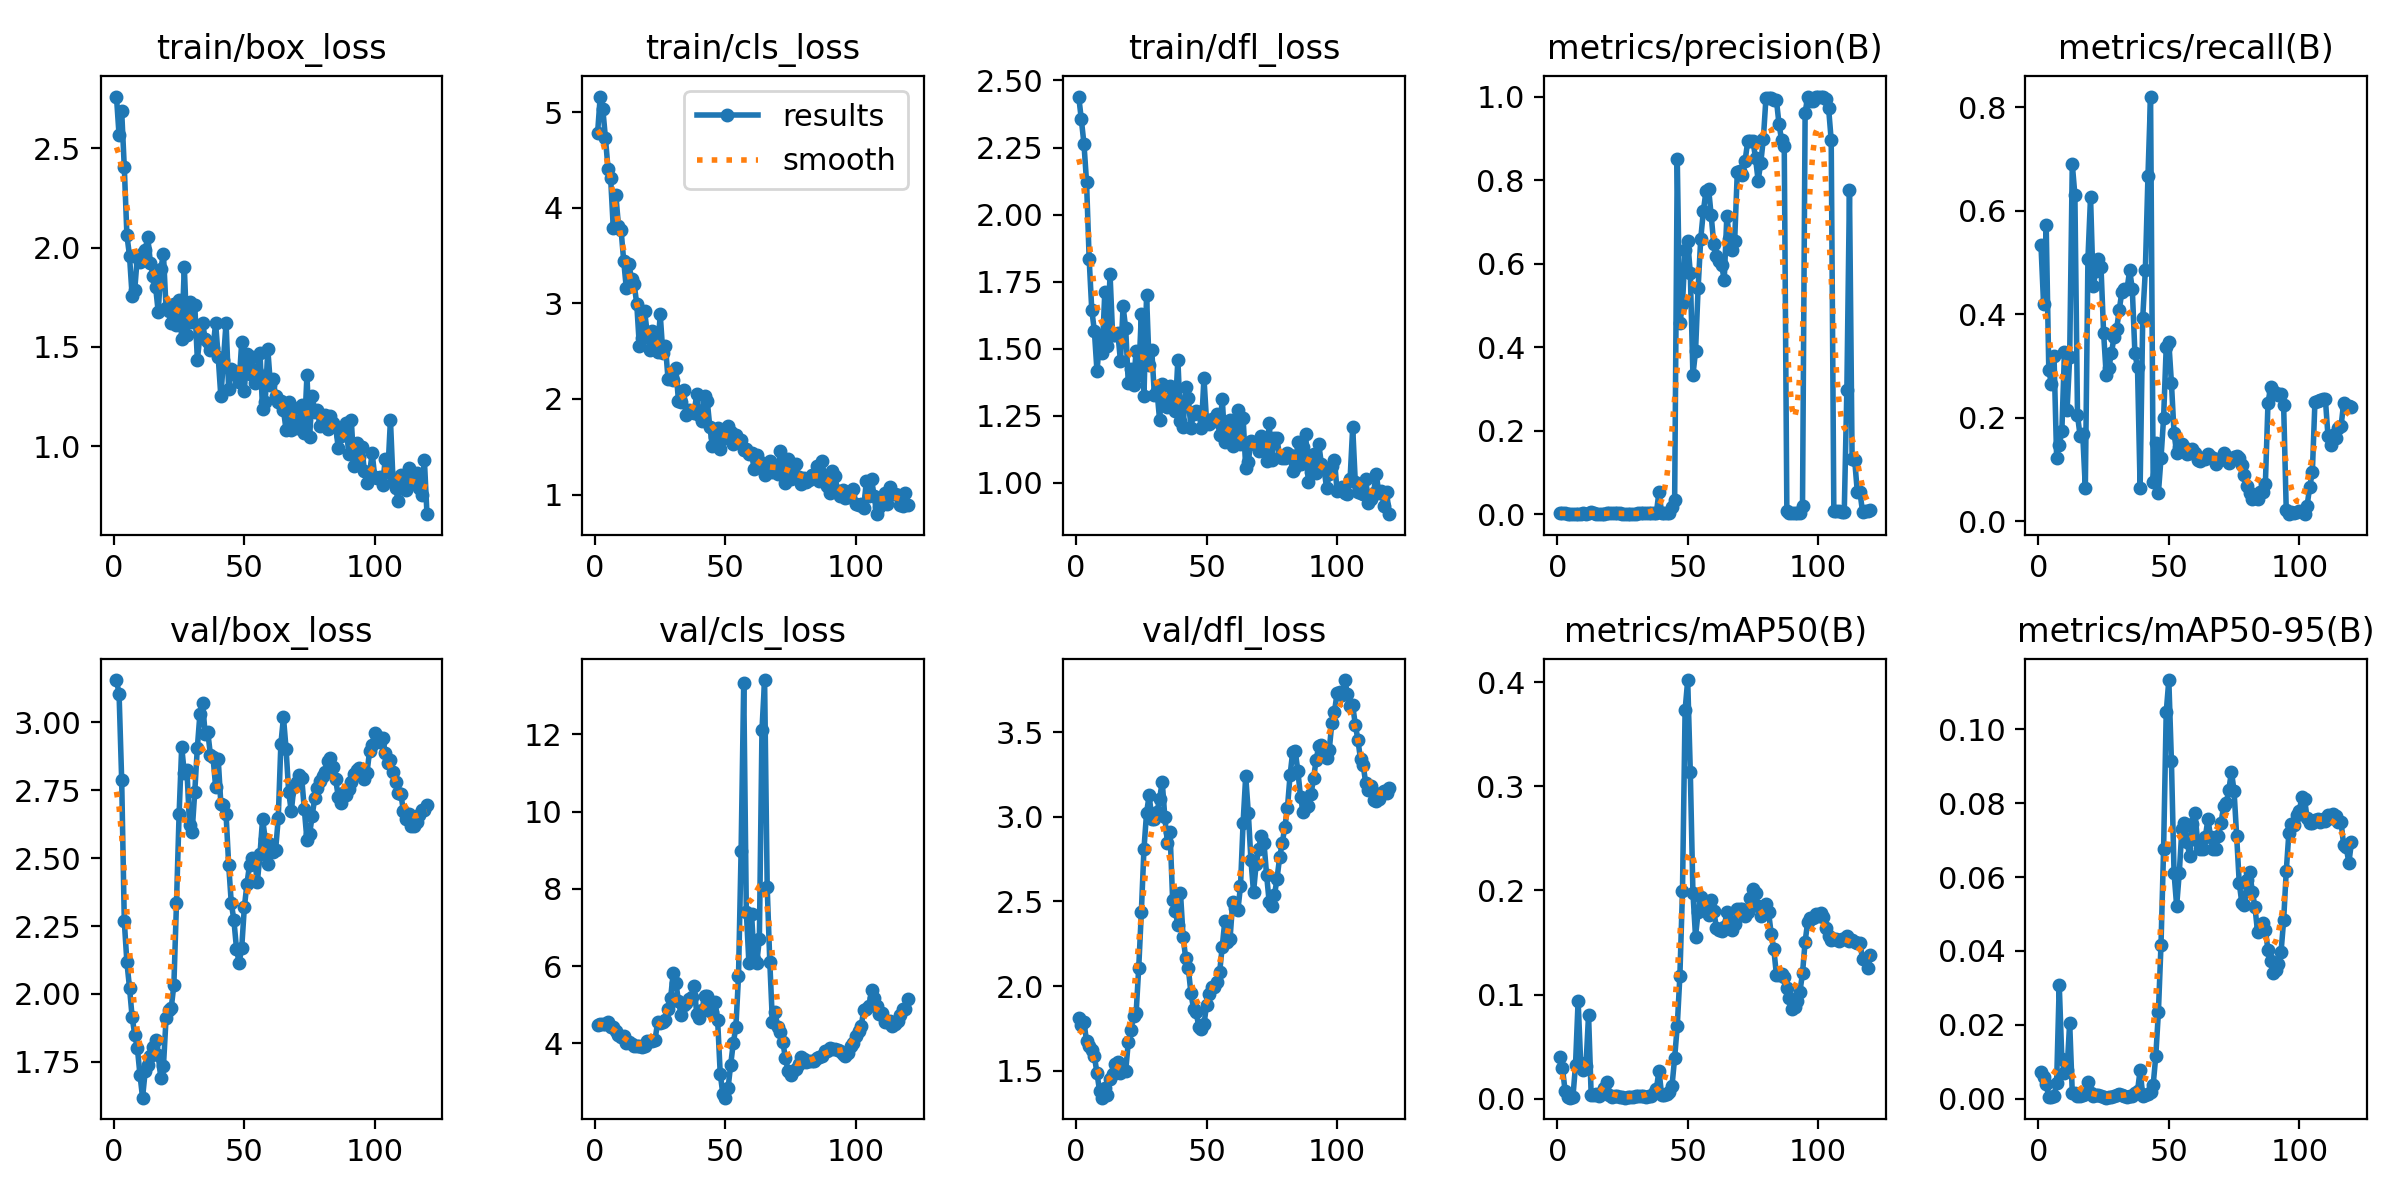 train/box_loss
2.5
2.0
1.5
1.0
0 50 100
train/cls_loss
results
smooth
5
4
3
2
1
0 50 100
train/dfl_loss
2.50
2.25
2.00
1.75
1.50
1.25
1.00
0 50 100
metrics/precision(B)
1.0
0.8
0.6
0.4
0.2
0.0
0 50 100
metrics/recall(B)
0.8
0.6
0.4
0.2
0.0
0 50 100
val/box_loss
3.00
2.75
2.50
2.25
2.00
1.75
0 50 100
val/cls_loss
12
10
8
6
4
0 50 100
val/dfl_loss
3.5
3.0
2.5
2.0
1.5
0 50 100
metrics/mAP50(B)
0.4
0.3
0.2
0.1
0.0
0 50 100
metrics/mAP50-95(B)
0.10
0.08
0.06
0.04
0.02
0.00
0 50 100